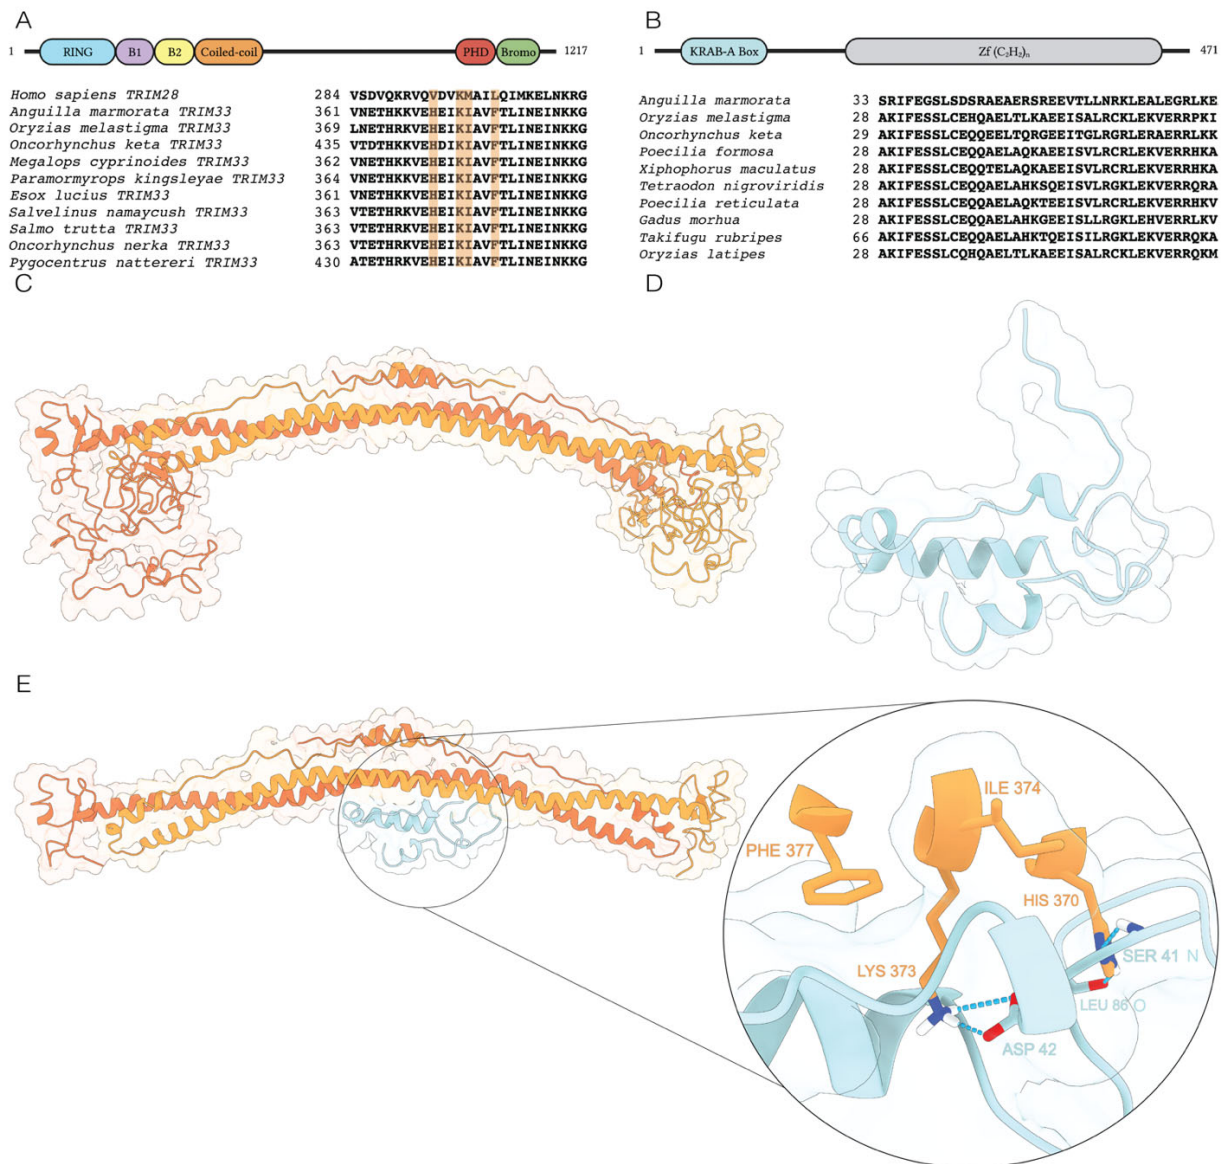 A
1 RING B1 B2 Coiled-coil PHD Bromo 1217
Homo sapiens TRIM28 284 VSDVQKRVQVDVKMAILQIMKELNKRG
Anguilla marmorata TRIM33 361 VNETHKKVEHEIKIAVFTLINEINKKG
Oryzias melastigma TRIM33 369 LNETHRKVEHEIKIAVFTLINEINKKG
Oncorhynchus keta TRIM33 435 VTDTHRKVEHDIKIAVFTLINEINKKG
Megalops cyprinoides TRIM33 362 VNETHKKVEHEIKIAVFTLINEINKKG
Paramormyrops kingsleyae TRIM33 364 VNETHKKVEHEIKIAVFTLINEINKKG
Esox lucius TRIM33 361 VNETHRKVEHEIKIAVFTLINEINKKG
Salvelinus namaycush TRIM33 363 VTETHRKVEHEIKIAVFTLINEINKKG
Salmo trutta TRIM33 363 VTETHRKVEHEIKIAVFTLINEINKKG
Oncorhynchus nerka TRIM33 363 VTETHRKVEHEIKIAVFTLINEINKKG
Pygocentrus nattereri TRIM33 430 ATETHRKVEHEIKIAVFTLINEINKKG
B
1 KRAB-A Box Zf (C₂H₂)ₙ 471
Anguilla marmorata 33 SRIFEGSLSDSRAEAERSREEVTLLNRKLEALEGRLKE
Oryzias melastigma 28 AKIFESSLCEHQAELTLKAEEISALRCKLEKVERRPKI
Oncorhynchus keta 29 AKIFESSLCEQQEELTQRGEEITGLRGRLERAERRLKK
Poecilia formosa 28 AKIFESSLCEQQAELAQKAEEISVLRCRLEKVERRHKA
Xiphophorus maculatus 28 AKIFESSLCEQQTELAQKAEEISVLRCRLEKVERRHKA
Tetraodon nigroviridis 28 AKIFESSLCEQQAELAHKSQEISVLRGKLEKVERRQRA
Poecilia reticulata 28 AKIFESSLCEQQAELAQKTEEISVLRCRLEKVERRHKV
Gadus morhua 28 AKIFESSLCEQQAELAHKGEEISLLRGKLEHVERRLKV
Takifugu rubripes 66 AKIFESSLCEQQAELAHKTQEISILRGKLEKVERRQKA
Oryzias latipes 28 AKIFESSLCQHQAELTLKAEEISALRCKLEKVERRQKM
C
D
E
ILE 374
PHE 377
HIS 370
SER 41 N
LYS 373
LEU 86 O
ASP 42